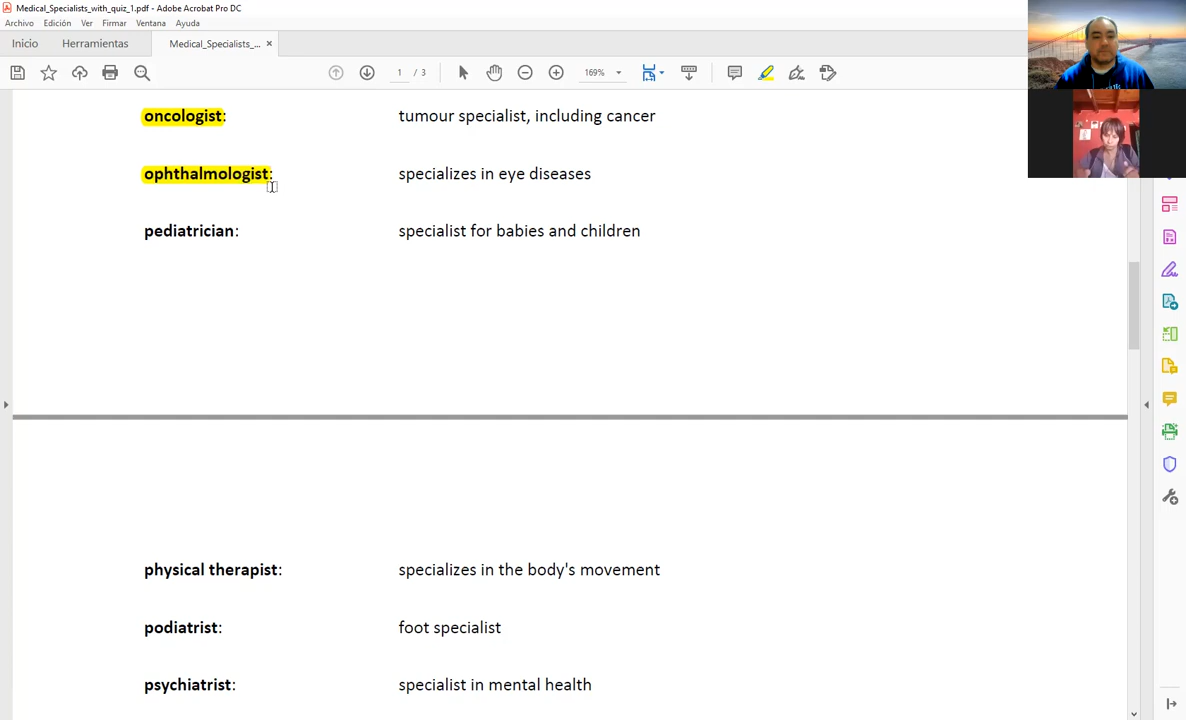 Medical_Specialists_with_quiz_1.pdf - Adobe Acrobat Pro DC
Archivo Edición Ver Firmar Ventana Ayuda
Inicio Herramientas Medical_Specialists_... ×
1 / 3 169%
oncologist: tumour specialist, including cancer
ophthalmologist: specializes in eye diseases
pediatrician: specialist for babies and children
physical therapist: specializes in the body's movement
podiatrist: foot specialist
psychiatrist: specialist in mental health